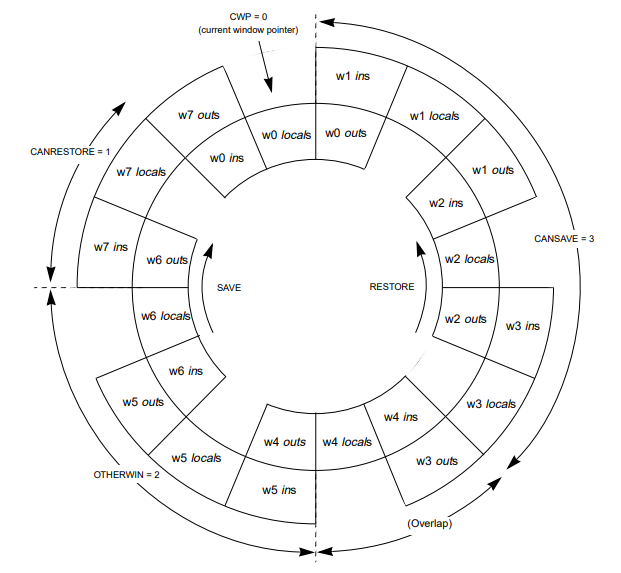 CWP = 0
(current window pointer)
w1 ins
w7 outs
w1 locals
w0 locals
w0 outs
CANRESTORE = 1
w0 ins
w7 locals
w1 outs
w2 ins
CANSAVE = 3
w7 ins
w6 outs
w2 locals
SAVE
RESTORE
w6 locals
w2 outs
w3 ins
w6 ins
w5 outs
w3 locals
w4 ins
w4 outs
w4 locals
w5 locals
w3 outs
OTHERWIN = 2
w5 ins
(Overlap)